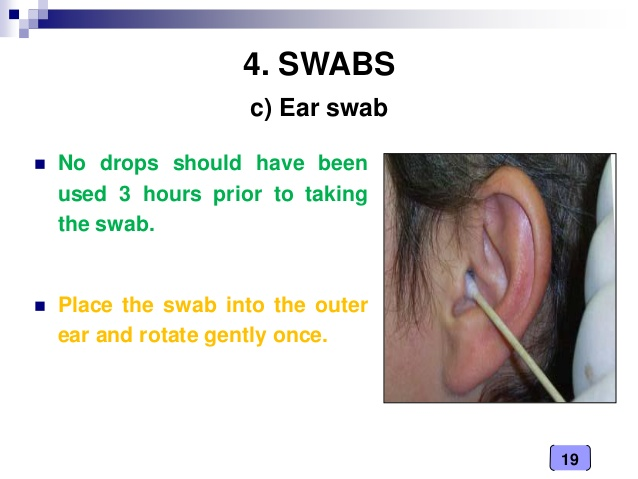 4. SWABS
c) Ear swab
No drops should have been
used 3 hours prior to taking
the swab.
Place the swab into the outer
ear and rotate gently once.
19